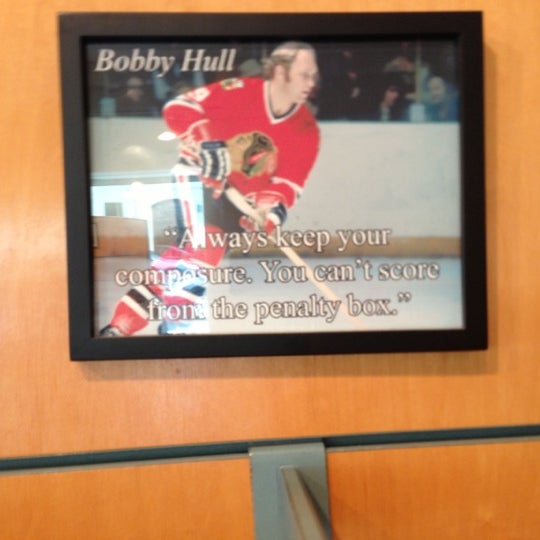 Bobby Hull
“Always keep your
composure. You can’t score
from the penalty box.”